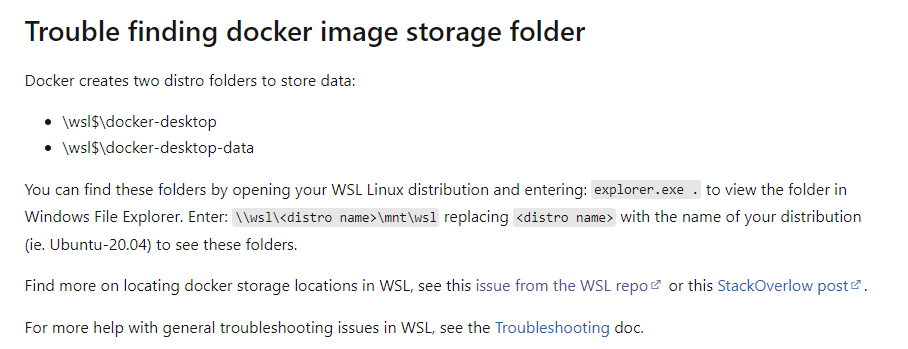 Trouble finding docker image storage folder
Docker creates two distro folders to store data:
• \wsl$\docker-desktop
• \wsl$\docker-desktop-data
You can find these folders by opening your WSL Linux distribution and entering: explorer.exe . to view the folder in
Windows File Explorer. Enter: \\wsl\<distro name>\mnt\wsl replacing <distro name> with the name of your distribution
(ie. Ubuntu-20.04) to see these folders.
Find more on locating docker storage locations in WSL, see this issue from the WSL repo or this StackOverlow post.
For more help with general troubleshooting issues in WSL, see the Troubleshooting doc.